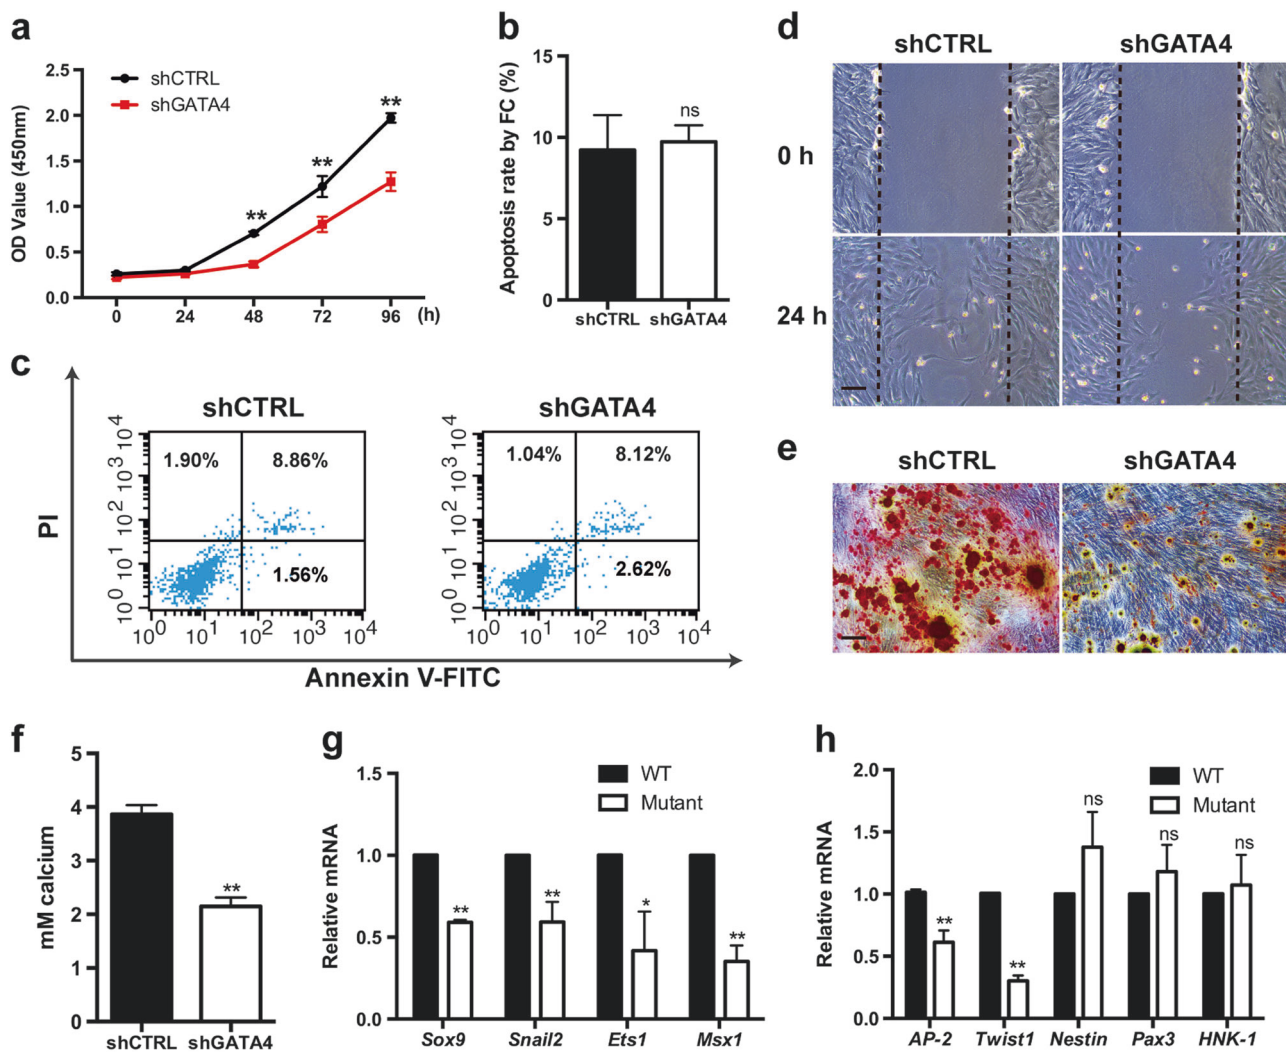 a
shCTRL
shGATA4
OD Value (450nm)
2.5
2.0
1.5
1.0
0.5
0.0
**
**
**
0 24 48 72 96 (h)
b
Apoptosis rate by FC (%)
15
10
5
0
ns
shCTRL shGATA4
c
PI
shCTRL
10^4
10^3
10^2
10^1
10^0
1.90% 8.86%
1.56%
10^0 10^1 10^2 10^3 10^4
shGATA4
10^4
10^3
10^2
10^1
10^0
1.04% 8.12%
2.62%
10^0 10^1 10^2 10^3 10^4
Annexin V-FITC
d
shCTRL shGATA4
0 h
24 h
e
shCTRL shGATA4
f
mM calcium
5
4
3
2
1
0
**
shCTRL shGATA4
g
WT
Mutant
Relative mRNA
1.5
1.0
0.5
0.0
** ** * **
Sox9 Snail2 Ets1 Msx1
h
WT
Mutant
Relative mRNA
2.0
1.5
1.0
0.5
0.0
** ** ns ns ns
AP-2 Twist1 Nestin Pax3 HNK-1